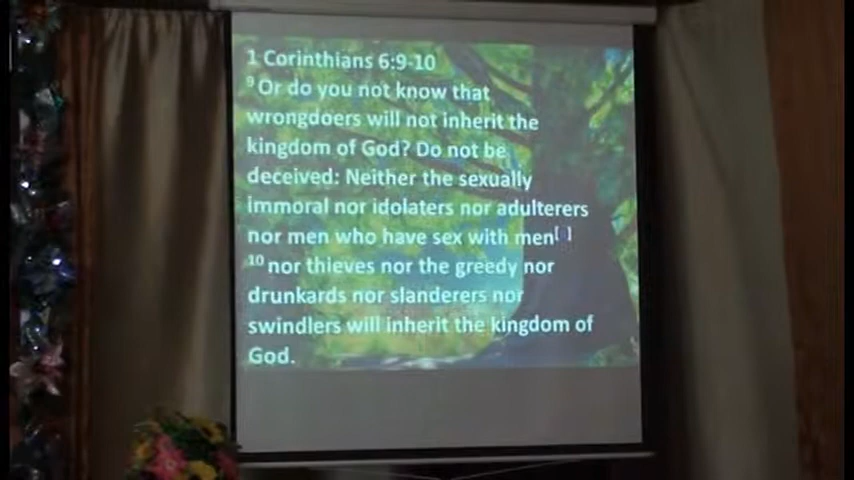 1 Corinthians 6:9-10
⁹ Or do you not know that
wrongdoers will not inherit the
kingdom of God? Do not be
deceived: Neither the sexually
immoral nor idolaters nor adulterers
nor men who have sex with men[ ]
¹⁰ nor thieves nor the greedy nor
drunkards nor slanderers nor
swindlers will inherit the kingdom of
God.